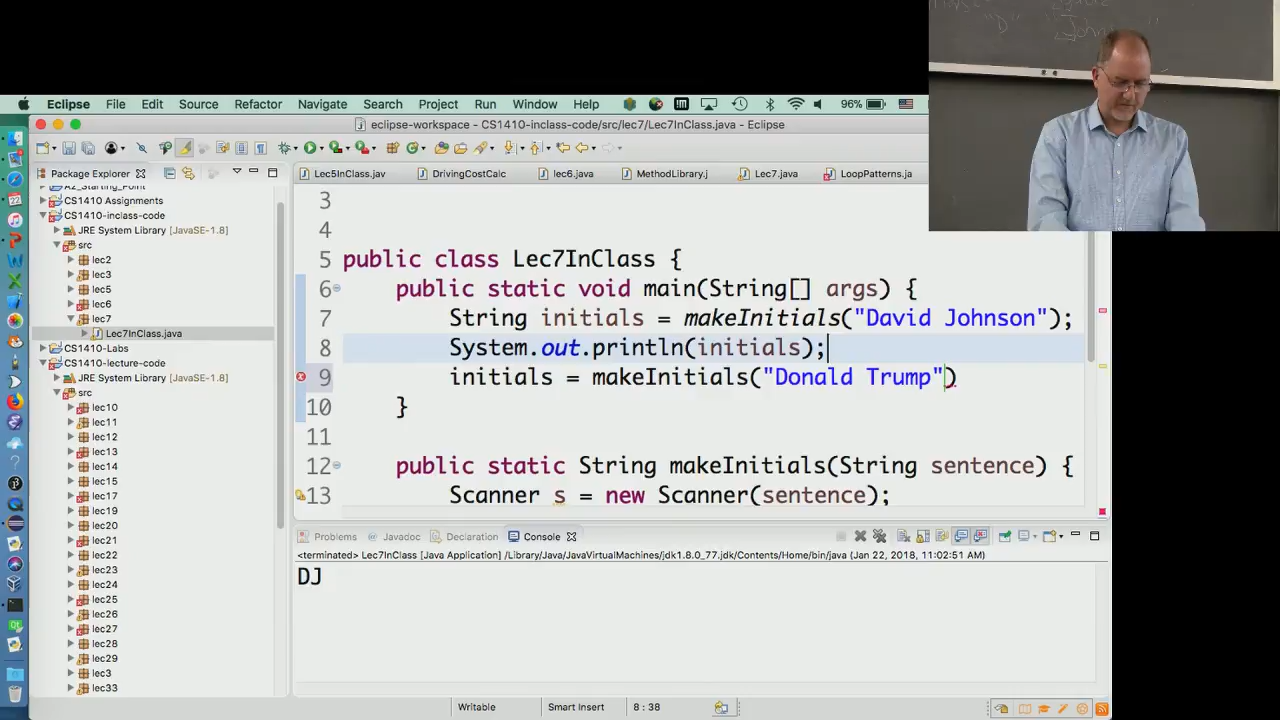 "D" "John "
Eclipse File Edit Source Refactor Navigate Search Project Run Window Help 96%
eclipse-workspace - CS1410-inclass-code/src/lec7/Lec7InClass.java - Eclipse
Package Explorer
Lec5InClass.jav DrivingCostCalc lec6.java MethodLibrary.j Lec7.java LoopPatterns.ja
A2_Starting_Point
CS1410 Assignments
CS1410-inclass-code
JRE System Library [JavaSE-1.8]
src
lec2
lec3
lec5
lec6
lec7
Lec7InClass.java
CS1410-Labs
CS1410-lecture-code
JRE System Library [JavaSE-1.8]
src
lec10
lec11
lec12
lec13
lec14
lec15
lec17
lec19
lec20
lec21
lec22
lec23
lec24
lec25
lec26
lec27
lec28
lec29
lec3
lec33
3
4
5 public class Lec7InClass {
6 public static void main(String[] args) {
7 String initials = makeInitials("David Johnson");
8 System.out.println(initials);
9 initials = makeInitials("Donald Trump")
10 }
11
12 public static String makeInitials(String sentence) {
13 Scanner s = new Scanner(sentence);
Problems Javadoc Declaration Console
<terminated> Lec7InClass [Java Application] /Library/Java/JavaVirtualMachines/jdk1.8.0_77.jdk/Contents/Home/bin/java (Jan 22, 2018, 11:02:51 AM)
DJ
Writable Smart Insert 8 : 38